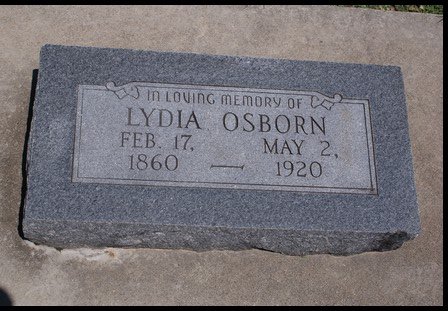 IN LOVING MEMORY OF
LYDIA OSBORN
FEB. 17, MAY 2,
1860 — 1920